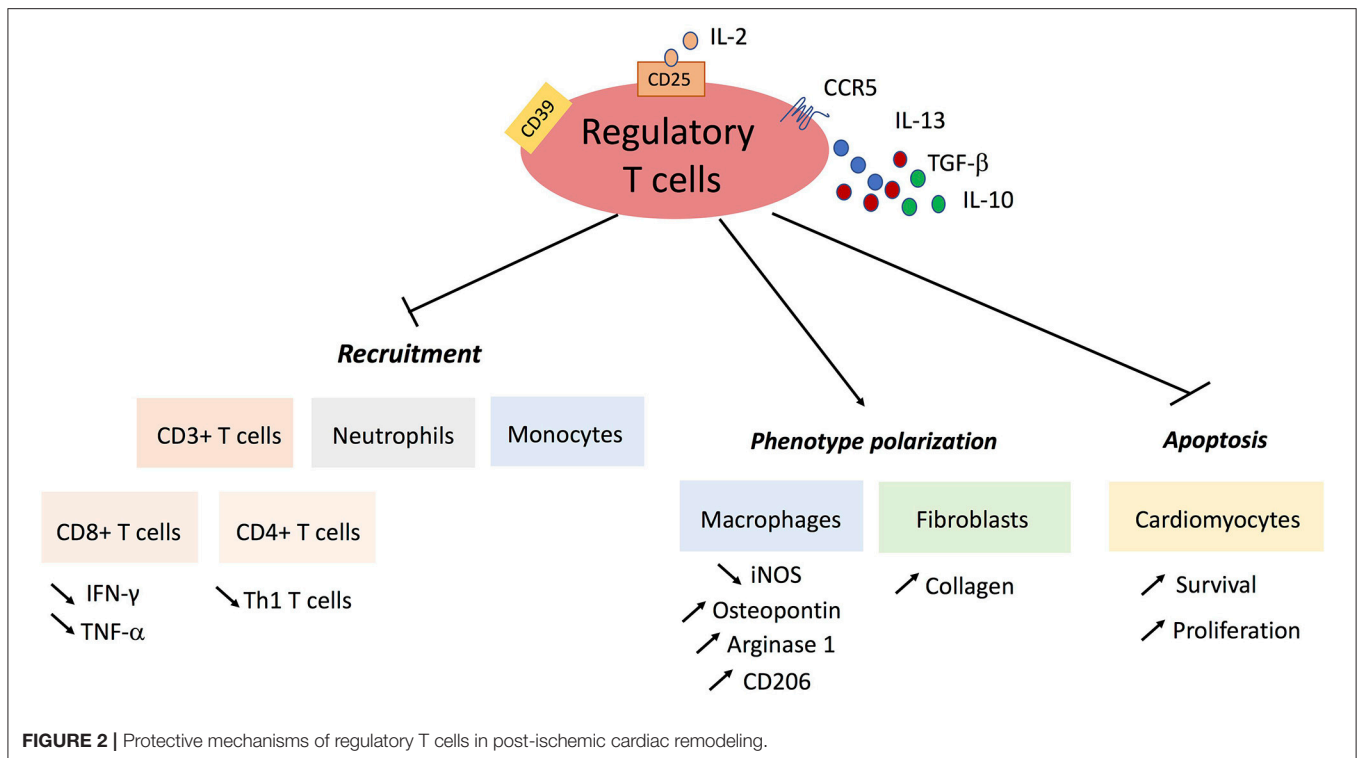 IL-2
CD25
CD39
CCR5
Regulatory
T cells
IL-13
TGF-β
IL-10
Recruitment
CD3+ T cells
Neutrophils
Monocytes
CD8+ T cells
CD4+ T cells
IFN-γ
TNF-α
Th1 T cells
Phenotype polarization
Macrophages
Fibroblasts
iNOS
Osteopontin
Arginase 1
CD206
Collagen
Apoptosis
Cardiomyocytes
Survival
Proliferation
FIGURE 2 | Protective mechanisms of regulatory T cells in post-ischemic cardiac remodeling.